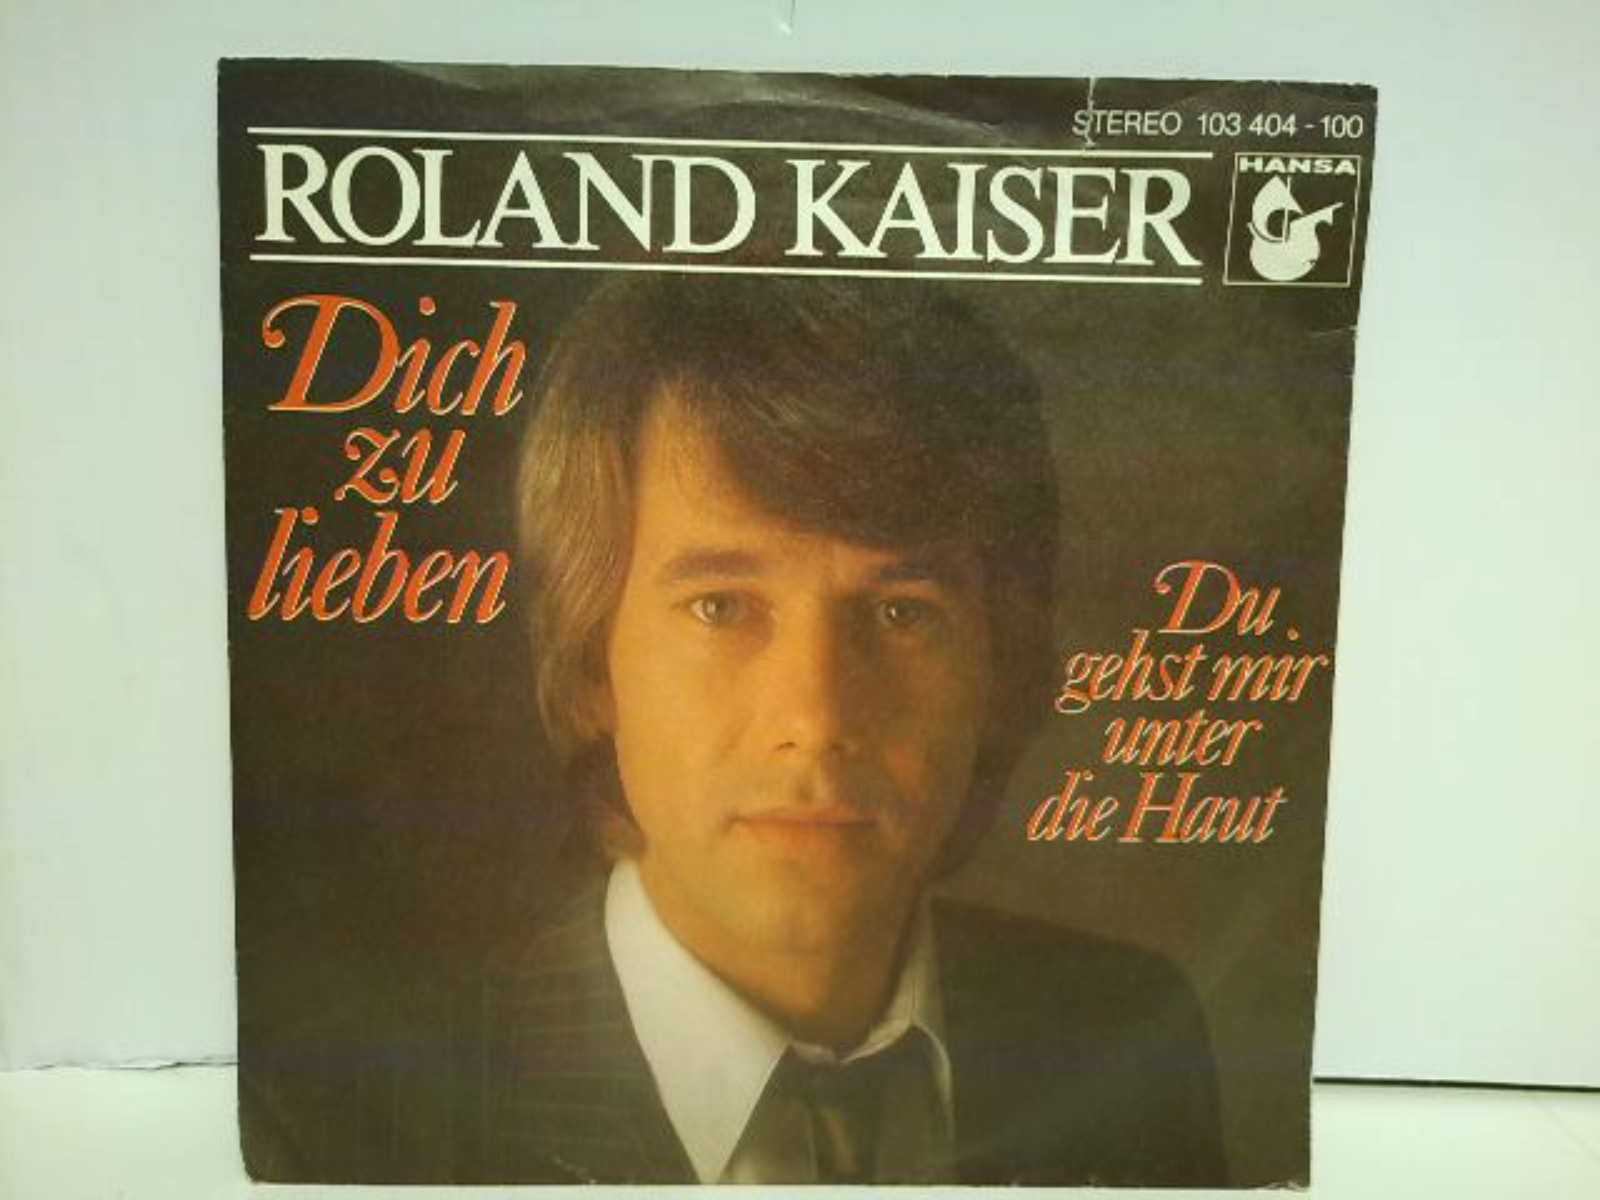 STEREO 103 404 - 100
ROLAND KAISER
HANSA
Dich
zu
lieben
Du
gehst mir
unter
die Haut